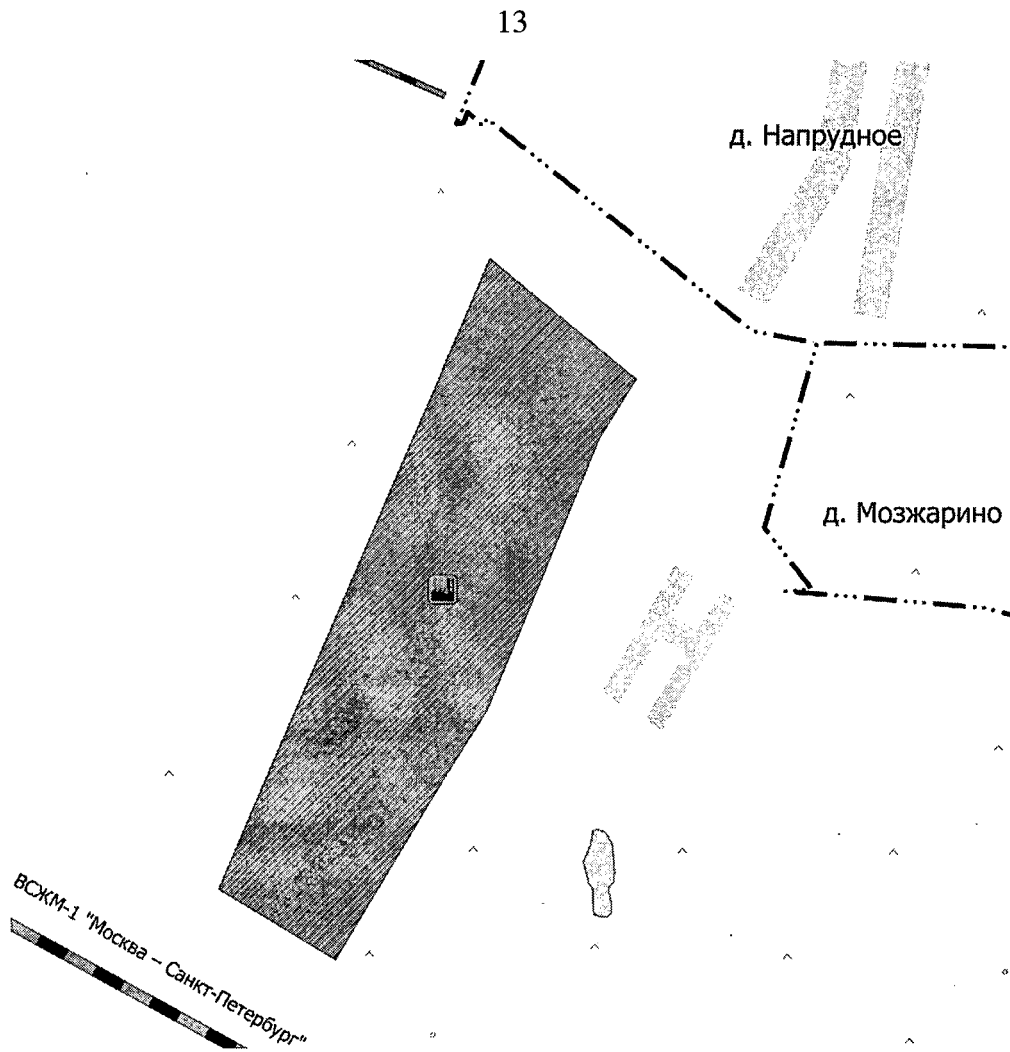 13
д. Напрудное
д. Мозжарино
ВСЖМ-1 "Москва – Санкт-Петербург"